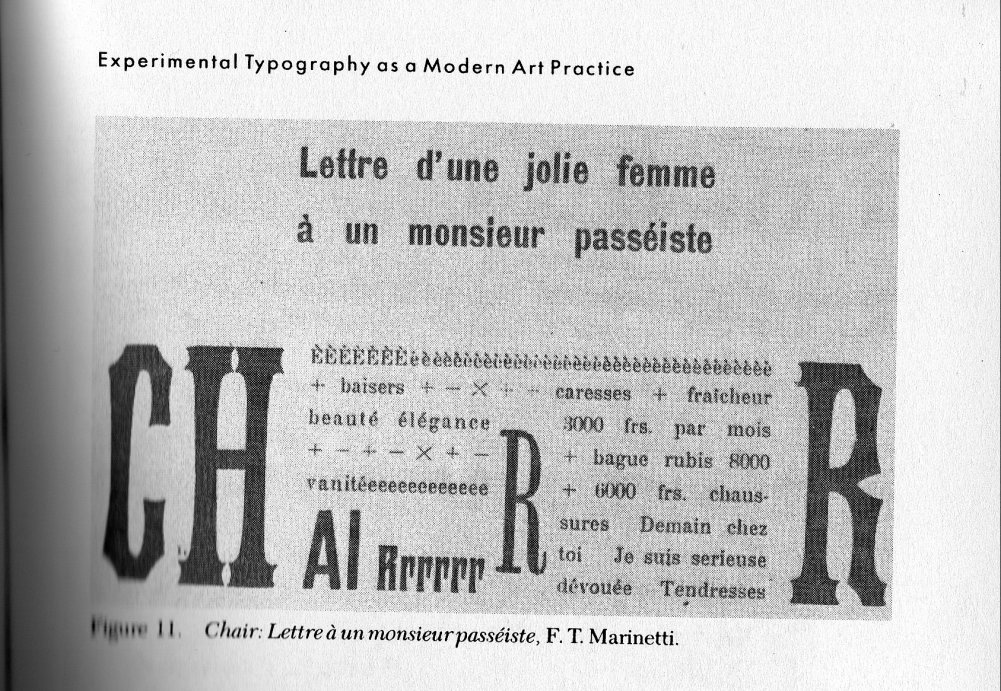 Experimental Typography as a Modern Art Practice
Lettre d'une jolie femme
à un monsieur passéiste
CH
ÈÈÈÈÈÈÈèèèèèèèèèèèèèèèèèèèèèèèèèèèèè
+ baisers + − × + − caresses + fraîcheur
beauté élégance
+ − + − × + −
vanitéeeeeeeeeeeee
AI Rrrrrr
R
3000 frs. par mois
+ bague rubis 8000
+ 6000 frs. chaus-
sures Demain chez
toi Je suis serieuse
dévouée Tendresses
R
Figure 11. Chair: Lettre à un monsieur passéiste, F. T. Marinetti.